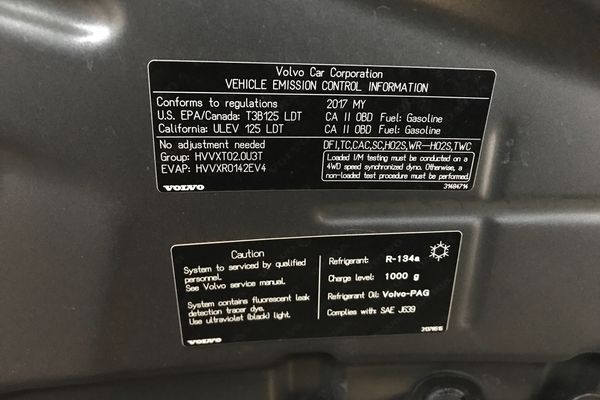 Volvo Car Corporation
VEHICLE EMISSION CONTROL INFORMATION
Conforms to regulations 2017 MY
U.S. EPA/Canada: T3B125 LDT CA II OBD Fuel: Gasoline
California: ULEV 125 LDT CA II OBD Fuel: Gasoline
No adjustment needed
Group: HVVXT02.0U3T
EVAP: HVVXR0142EV4
VOLVO
DFI,TC,CAC,SC,HO2S,WR-HO2S,TWC
Loaded I/M testing must be conducted on a
4WD speed synchronized dyno. Otherwise, a
non-loaded test procedure must be performed.
31484714
Caution
System to serviced by qualified
personnel.
See Volvo service manual.
System contains fluorescent leak
detection tracer dye.
Use ultraviolet (black) light.
VOLVO
Refrigerant: R-134a
Charge level: 1000 g
Refrigerant Oil: Volvo-PAG
Complies with: SAE J639